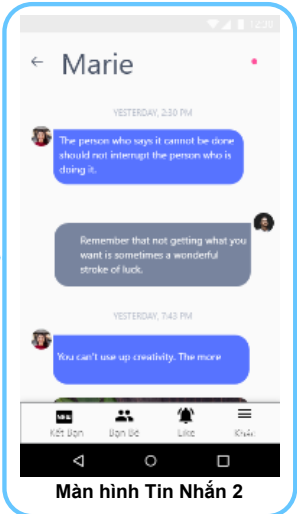 12:30
Marie
YESTERDAY, 2:30 PM
The person who says it cannot be done
should not interrupt the person who is
doing it.
Remember that not getting what you
want is sometimes a wonderful
stroke of luck.
YESTERDAY, 7:43 PM
You can't use up creativity. The more
NEW
Kết Bạn
Bạn Bè
Like
Khác
Màn hình Tin Nhắn 2